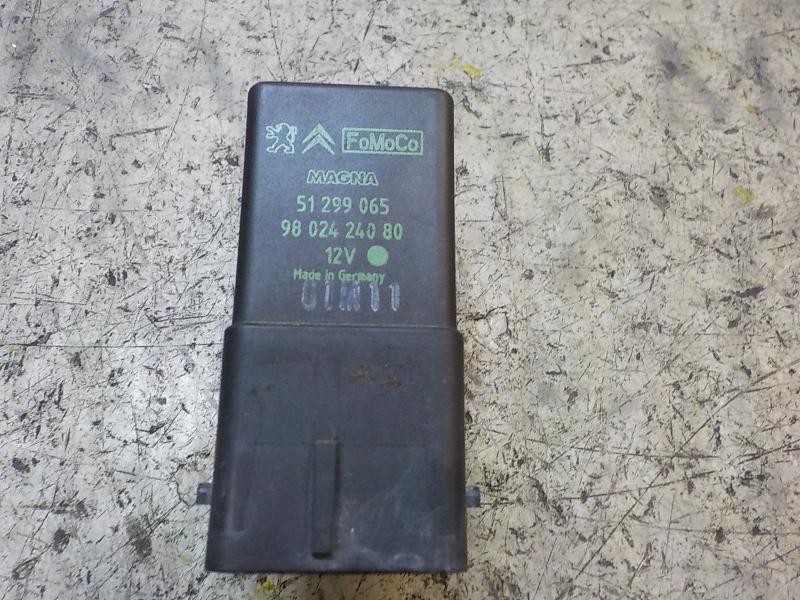 FoMoCo
MAGNA
51 299 065
98 024 240 80
12V
Made in Germany